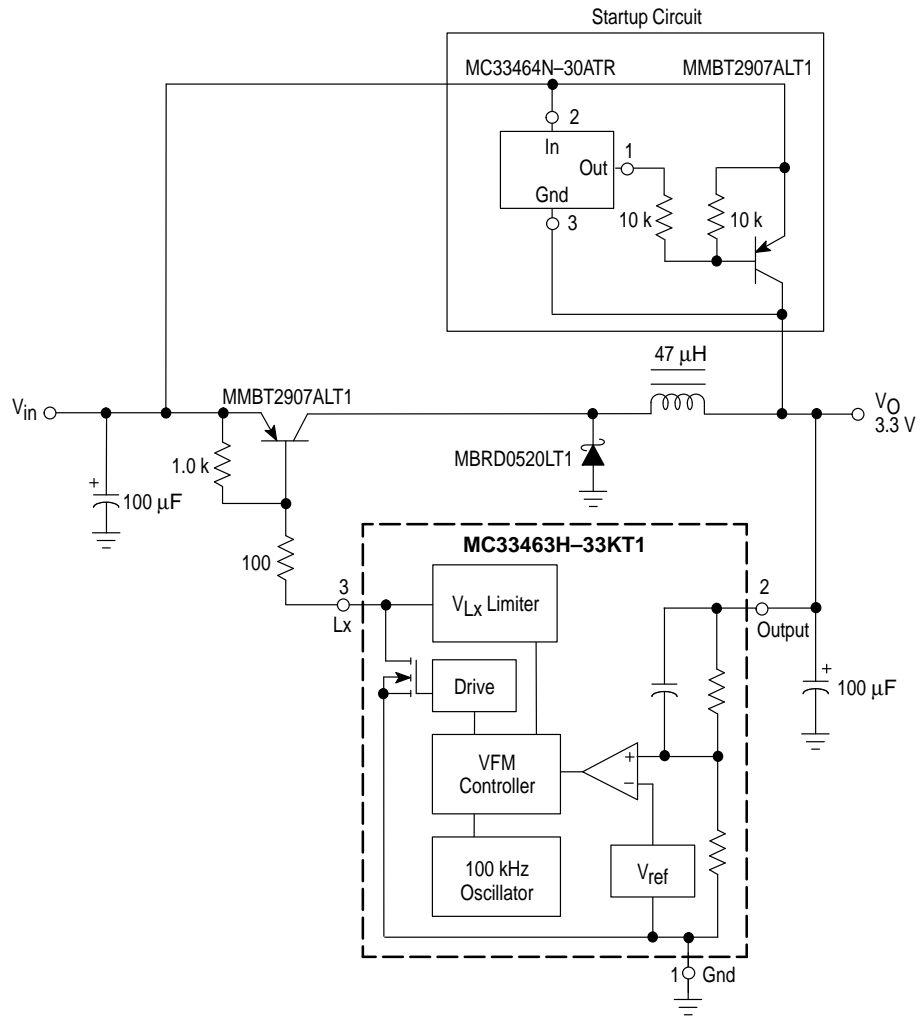 Startup Circuit
MC33464N–30ATR
MMBT2907ALT1
2
In
1
Out
Gnd
3
10 k
10 k
47 µH
Vin
MMBT2907ALT1
VO
3.3 V
1.0 k
MBRD0520LT1
+
100 µF
MC33463H–33KT1
100
3
Lx
VLx Limiter
2
Output
Drive
+
100 µF
VFM
Controller
+
–
100 kHz
Oscillator
Vref
1
Gnd